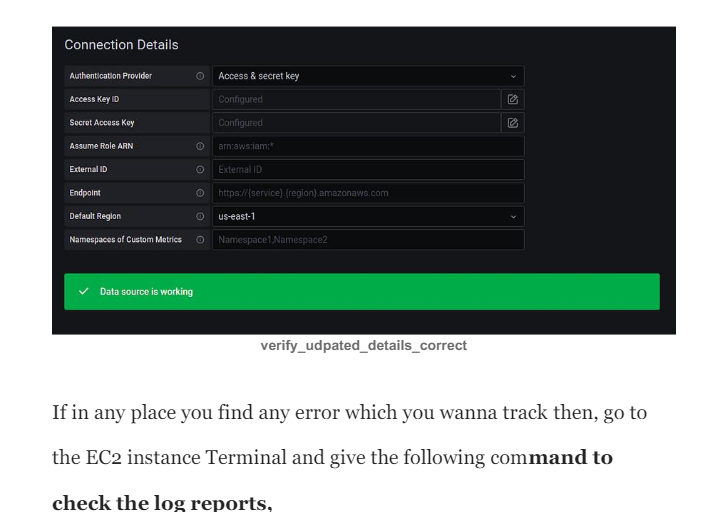 Connection Details
Authentication Provider Access & secret key
Access Key ID Configured
Secret Access Key Configured
Assume Role ARN arn:aws:iam:*
External ID External ID
Endpoint https://{service}.{region}.amazonaws.com
Default Region us-east-1
Namespaces of Custom Metrics Namespace1,Namespace2
Data source is working
verify_udpated_details_correct
If in any place you find any error which you wanna track then, go to
the EC2 instance Terminal and give the following command to
check the log reports,